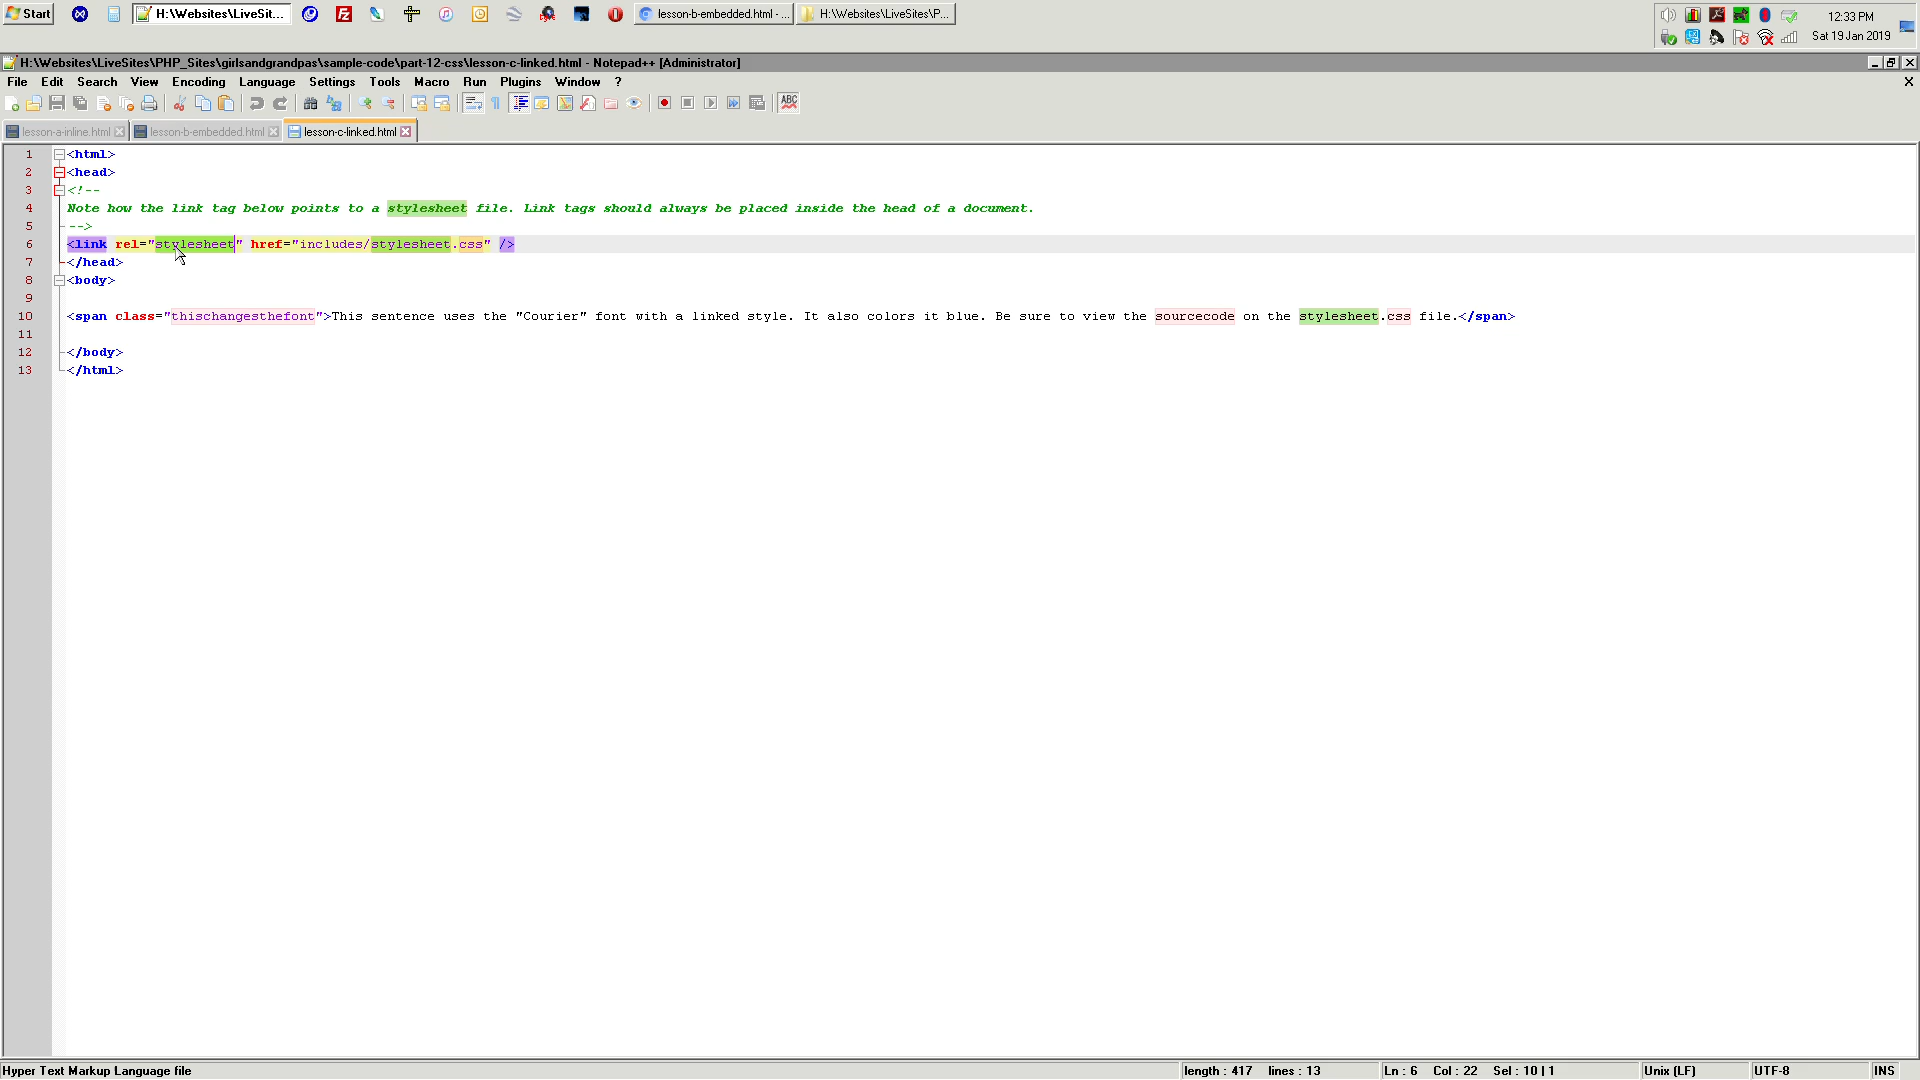 Start
H:\Websites\LiveSit...
lesson-b-embedded.html - ...
H:\Websites\LiveSites\P...
12:33 PM
Sat 19 Jan 2019
H:\Websites\LiveSites\PHP_Sites\girlsandgrandpas\sample-code\part-12-css\lesson-c-linked.html - Notepad++ [Administrator]
File Edit Search View Encoding Language Settings Tools Macro Run Plugins Window ?
ABC
lesson-a-inline.html lesson-b-embedded.html lesson-c-linked.html
1 <html>
2 <head>
3 <!--
4 Note how the link tag below points to a stylesheet file. Link tags should always be placed inside the head of a document.
5 -->
6 <link rel="stylesheet" href="includes/stylesheet.css" />
7 </head>
8 <body>
9
10 <span class="thischangesthefont">This sentence uses the "Courier" font with a linked style. It also colors it blue. Be sure to view the sourcecode on the stylesheet.css file.</span>
11
12 </body>
13 </html>
Hyper Text Markup Language file length : 417 lines : 13 Ln : 6 Col : 22 Sel : 10 | 1 Unix (LF) UTF-8 INS